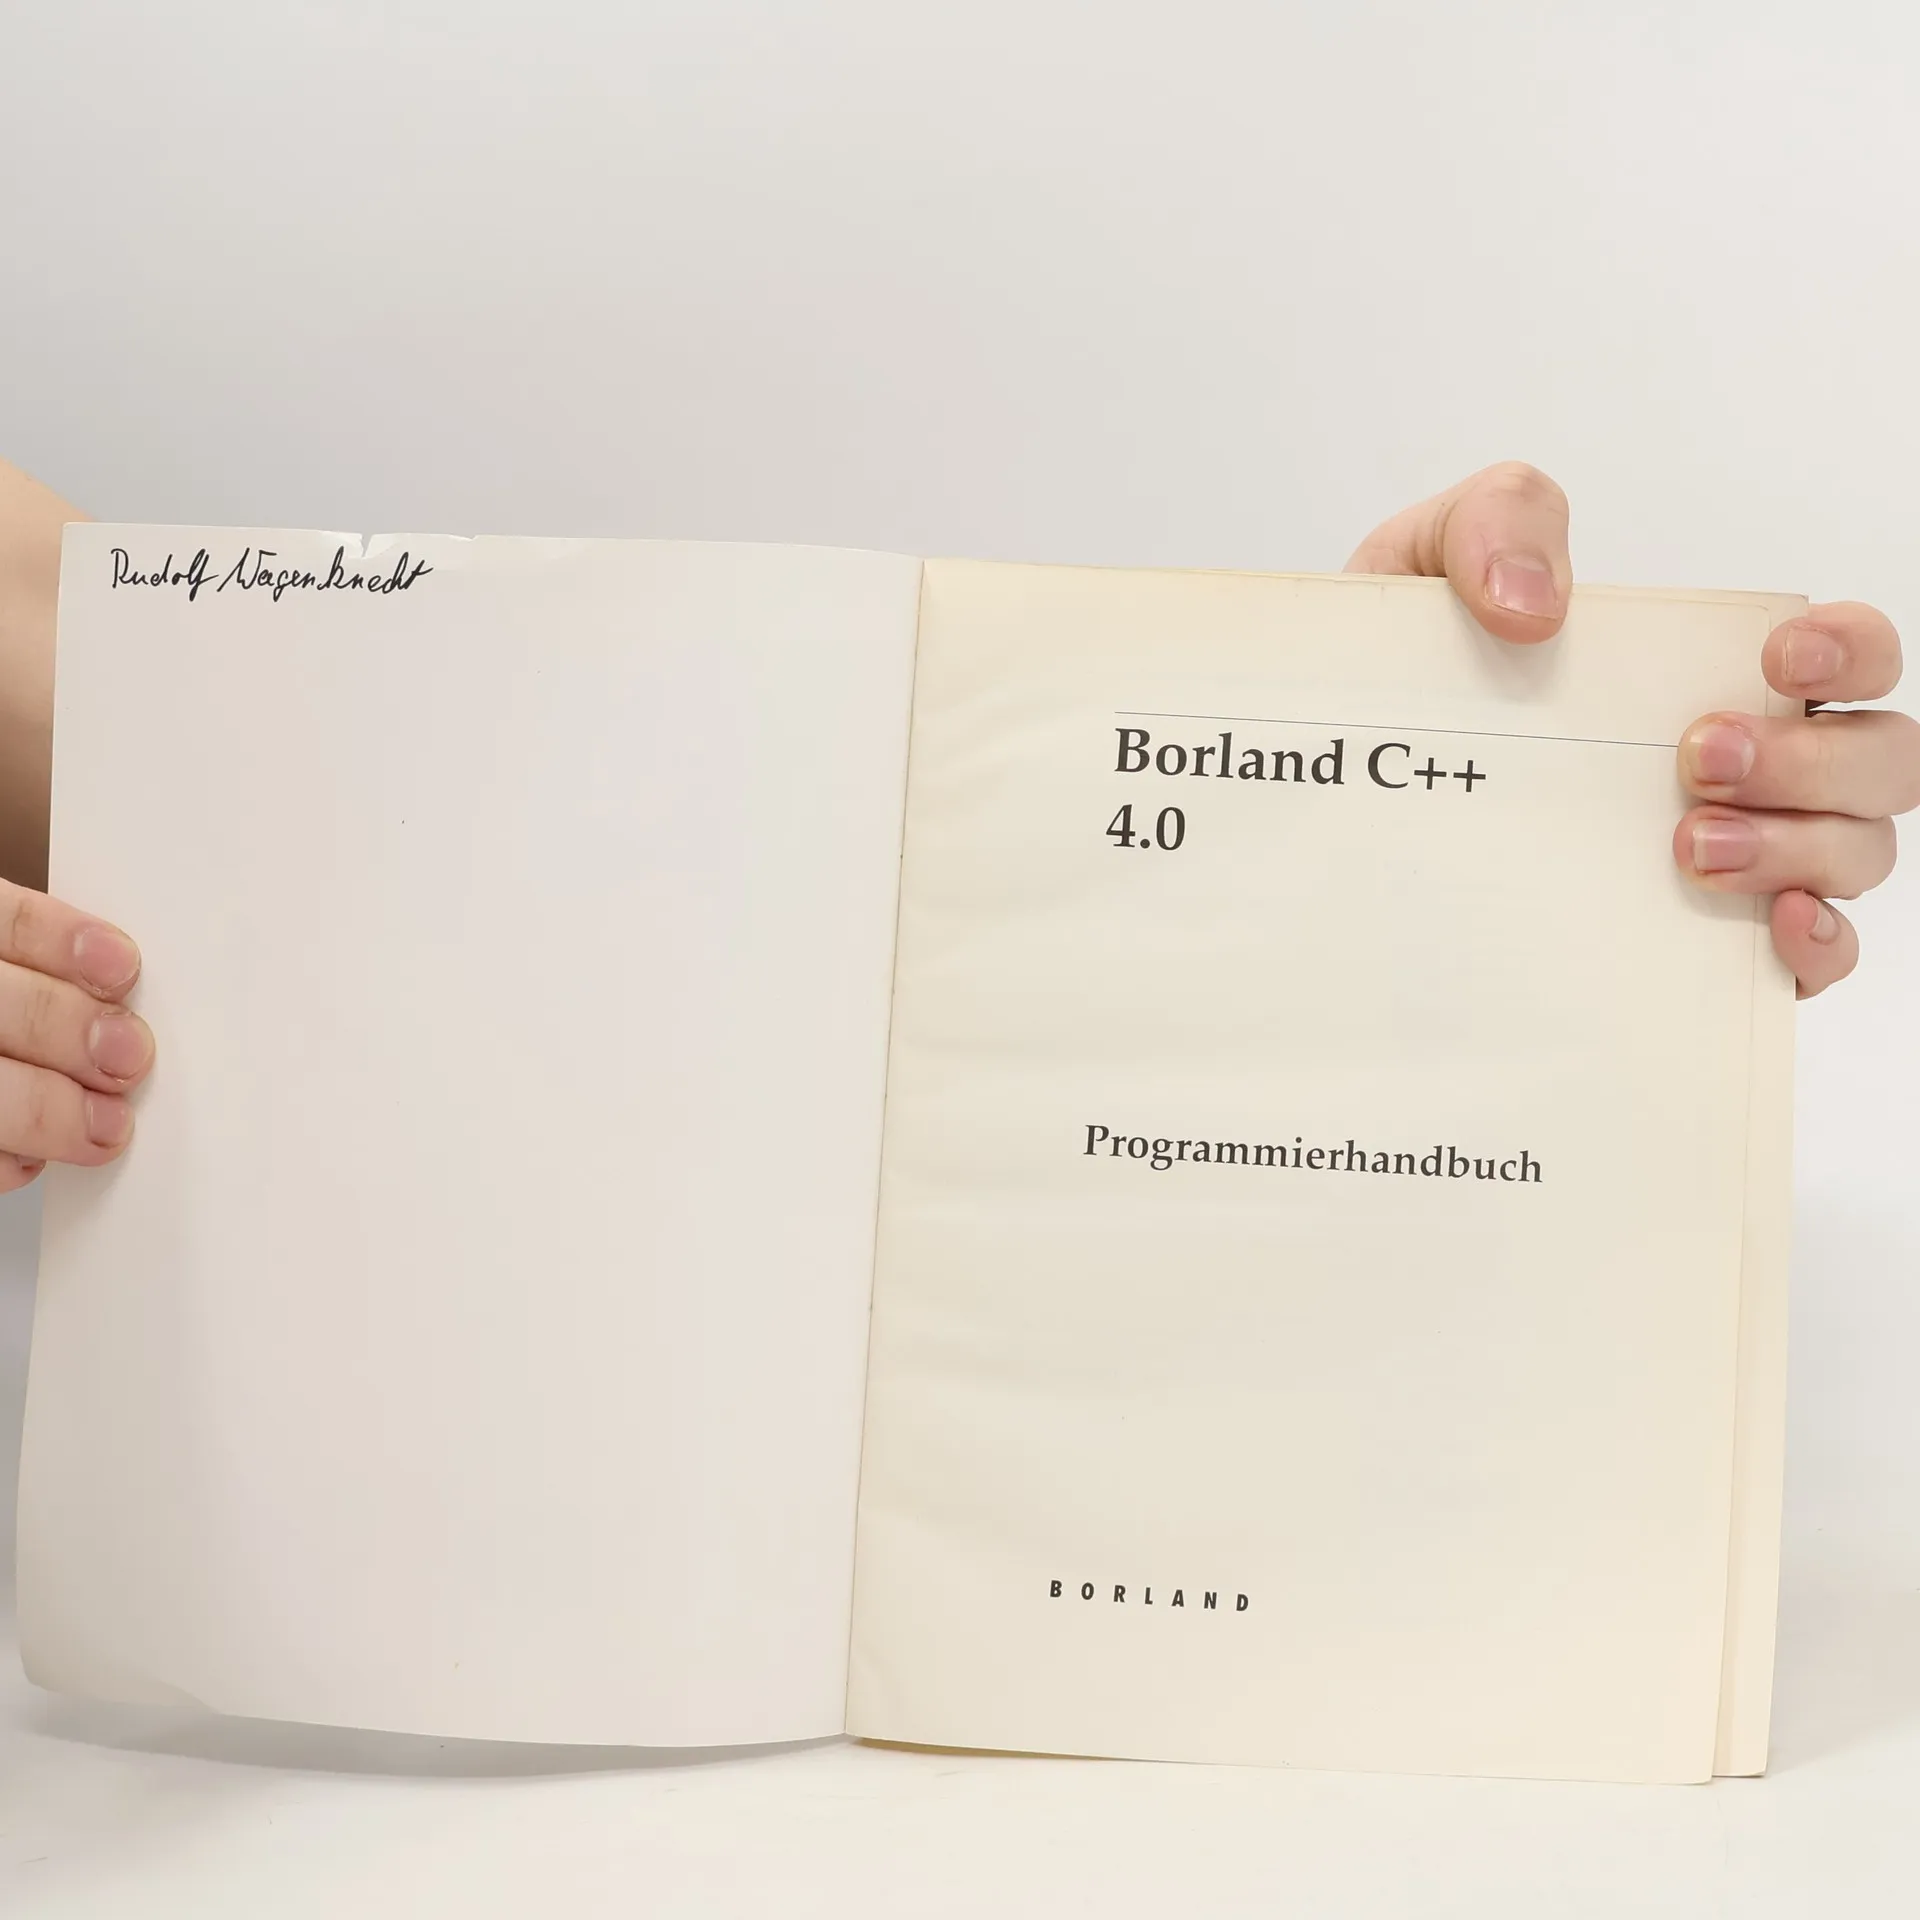 Rudolf Wagenknecht
Borland C++
4.0
Programmierhandbuch
BORLAND